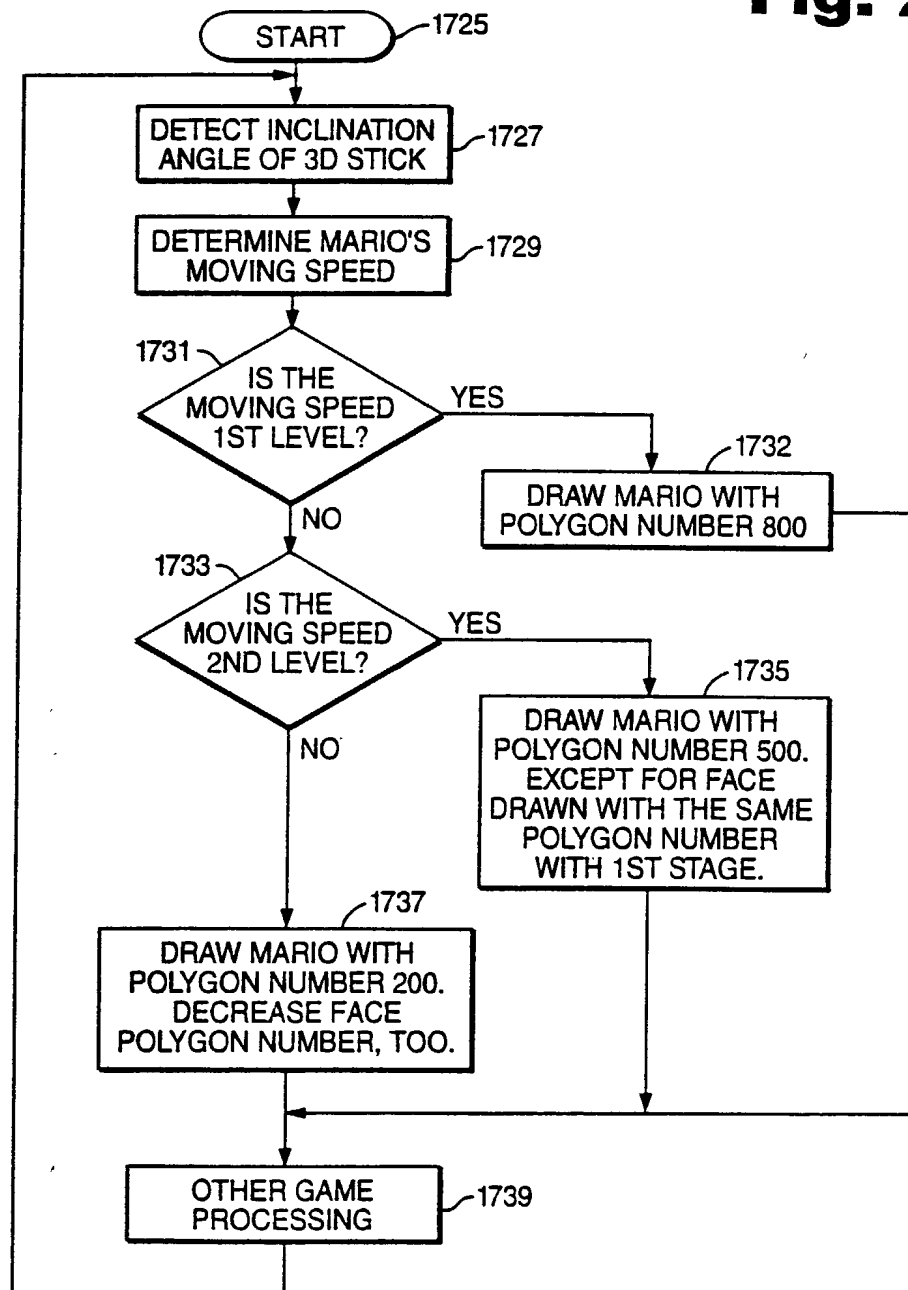 Fig.
START
1725
DETECT INCLINATION
ANGLE OF 3D STICK
1727
DETERMINE MARIO'S
MOVING SPEED
1729
1731
IS THE
MOVING SPEED
1ST LEVEL?
YES
NO
1732
DRAW MARIO WITH
POLYGON NUMBER 800
1733
IS THE
MOVING SPEED
2ND LEVEL?
YES
NO
1735
DRAW MARIO WITH
POLYGON NUMBER 500.
EXCEPT FOR FACE
DRAWN WITH THE SAME
POLYGON NUMBER
WITH 1ST STAGE.
1737
DRAW MARIO WITH
POLYGON NUMBER 200.
DECREASE FACE
POLYGON NUMBER, TOO.
OTHER GAME
PROCESSING
1739